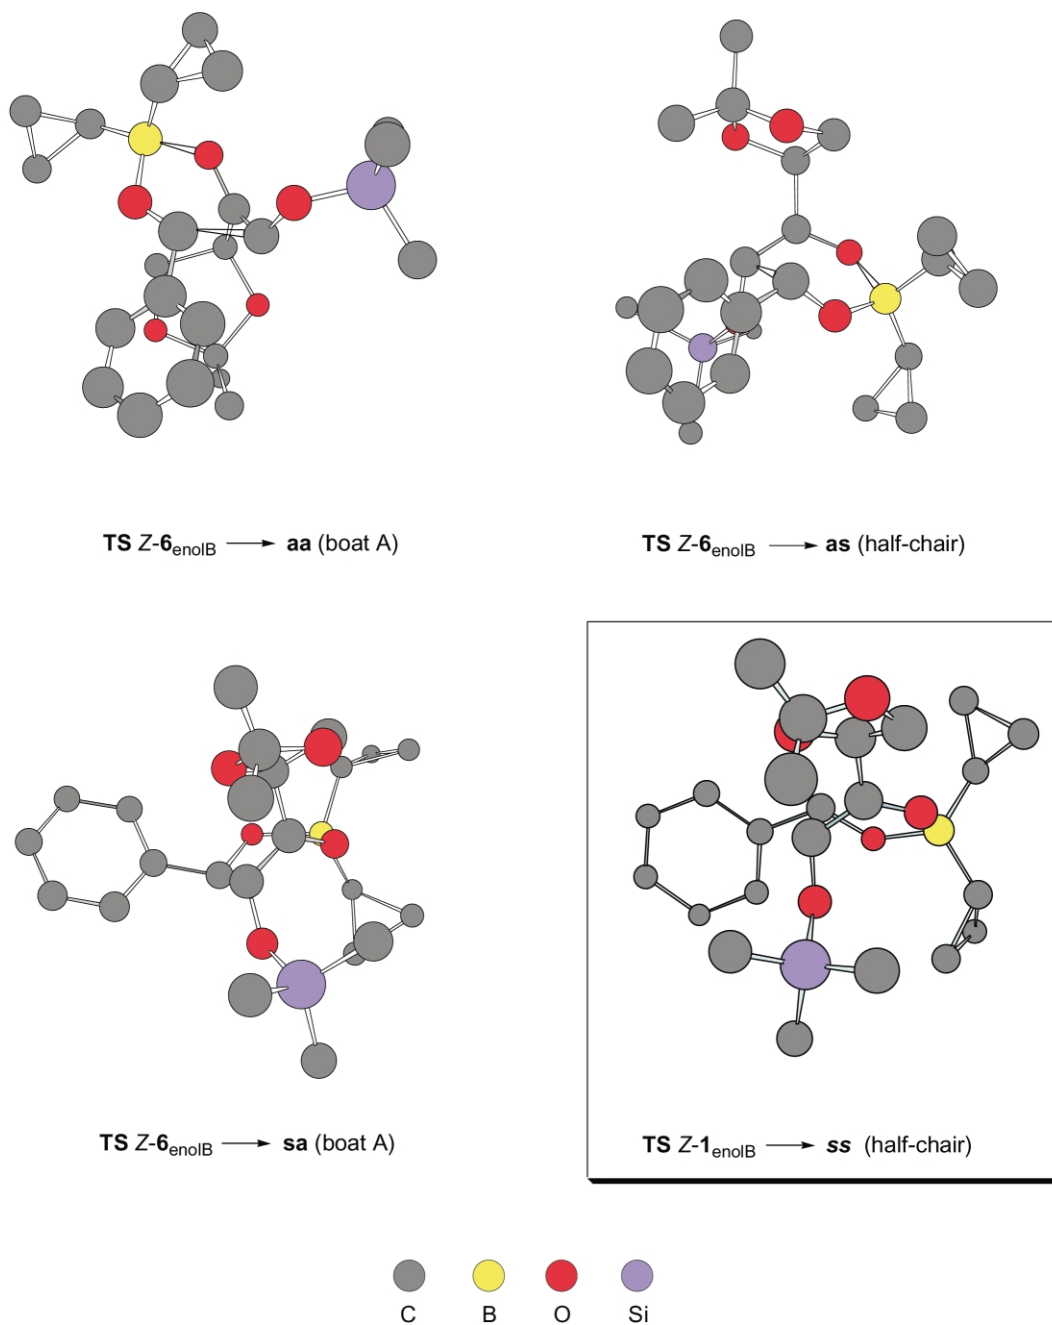 TS Z-6enolB ⟶ aa (boat A)
TS Z-6enolB ⟶ as (half-chair)
TS Z-6enolB ⟶ sa (boat A)
TS Z-1enolB ⟶ ss (half-chair)
C B O Si